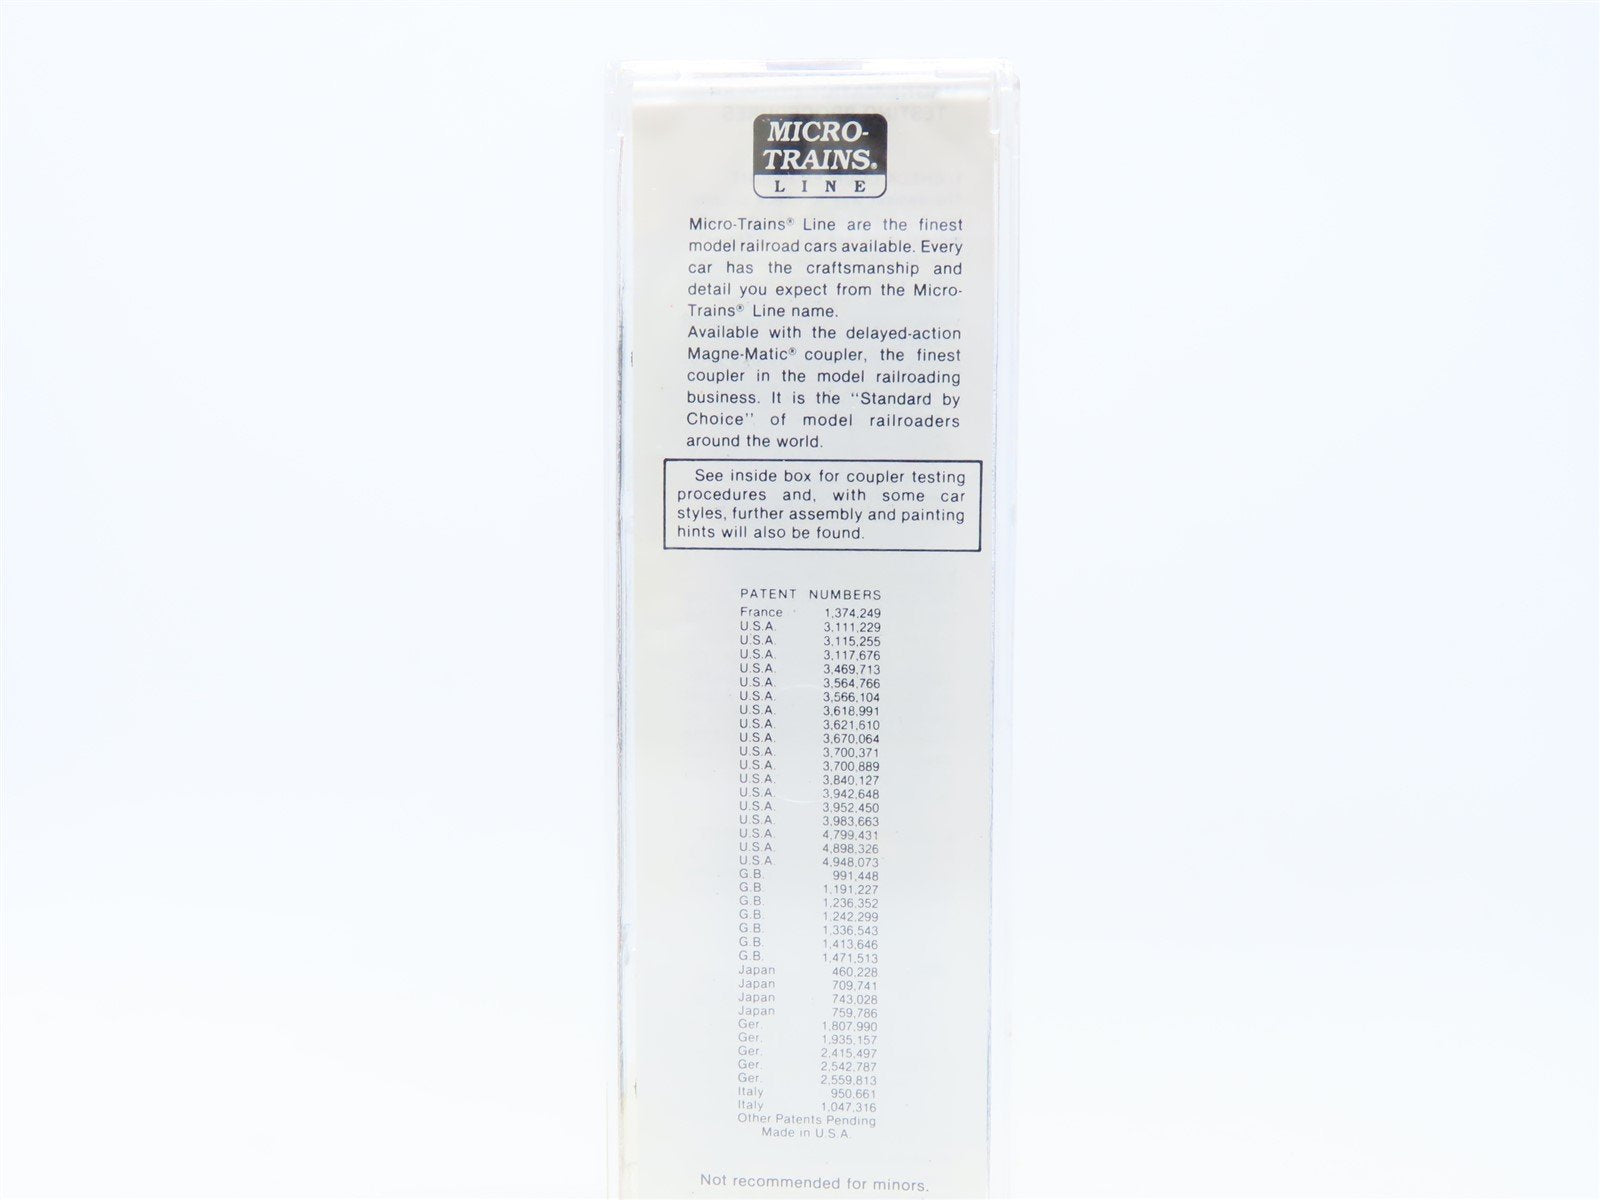 MICRO-
TRAINS®
LINE
Micro-Trains® Line are the finest
model railroad cars available. Every
car has the craftsmanship and
detail you expect from the Micro-
Trains® Line name.
Available with the delayed-action
Magne-Matic® coupler, the finest
coupler in the model railroading
business. It is the "Standard by
Choice" of model railroaders
around the world.
See inside box for coupler testing
procedures and, with some car
styles, further assembly and painting
hints will also be found.
PATENT NUMBERS
France 1,374,249
U.S.A. 3,111,229
U.S.A. 3,115,255
U.S.A. 3,117,676
U.S.A. 3,469,713
U.S.A. 3,564,766
U.S.A. 3,566,104
U.S.A. 3,618,991
U.S.A. 3,621,610
U.S.A. 3,670,064
U.S.A. 3,700,371
U.S.A. 3,700,889
U.S.A. 3,840,127
U.S.A. 3,942,648
U.S.A. 3,952,450
U.S.A. 3,983,663
U.S.A. 4,799,431
U.S.A. 4,898,326
U.S.A. 4,948,073
G.B. 991,448
G.B. 1,191,227
G.B. 1,236,352
G.B. 1,242,299
G.B. 1,336,543
G.B. 1,413,646
G.B. 1,471,513
Japan 460,228
Japan 709,741
Japan 743,028
Japan 759,786
Ger. 1,807,990
Ger. 1,935,157
Ger. 2,415,497
Ger. 2,542,787
Ger. 2,559,813
Italy 950,661
Italy 1,047,316
Other Patents Pending
Made in U.S.A.
Not recommended for minors.